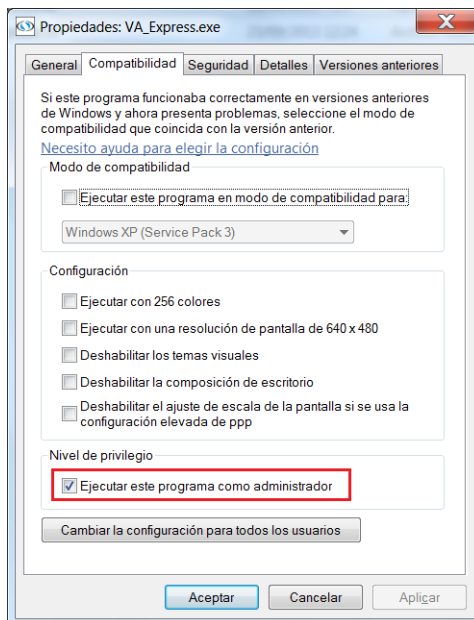 Propiedades: VA_Express.exe
General Compatibilidad Seguridad Detalles Versiones anteriores
Si este programa funcionaba correctamente en versiones anteriores
de Windows y ahora presenta problemas, seleccione el modo de
compatibilidad que coincida con la versión anterior.
Necesito ayuda para elegir la configuración
Modo de compatibilidad
Ejecutar este programa en modo de compatibilidad para:
Windows XP (Service Pack 3)
Configuración
Ejecutar con 256 colores
Ejecutar con una resolución de pantalla de 640 x 480
Deshabilitar los temas visuales
Deshabilitar la composición de escritorio
Deshabilitar el ajuste de escala de la pantalla si se usa la
configuración elevada de ppp
Nivel de privilegio
Ejecutar este programa como administrador
Cambiar la configuración para todos los usuarios
Aceptar Cancelar Aplicar